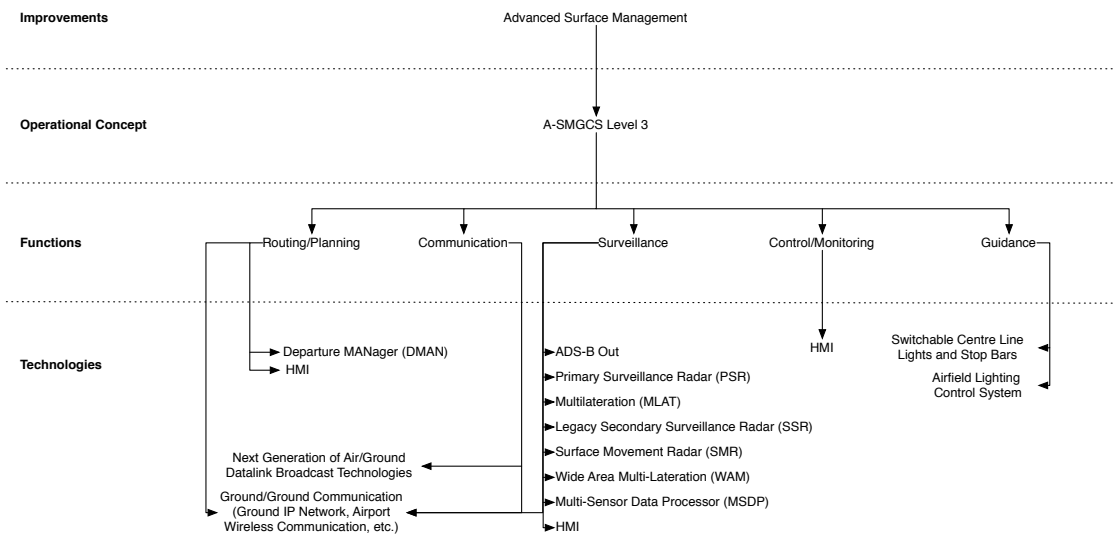 Improvements
Advanced Surface Management
Operational Concept
A-SMGCS Level 3
Functions
Routing/Planning
Communication
Surveillance
Control/Monitoring
Guidance
Technologies
Departure MANager (DMAN)
HMI
Next Generation of Air/Ground
Datalink Broadcast Technologies
Ground/Ground Communication
(Ground IP Network, Airport
Wireless Communication, etc.)
ADS-B Out
Primary Surveillance Radar (PSR)
Multilateration (MLAT)
Legacy Secondary Surveillance Radar (SSR)
Surface Movement Radar (SMR)
Wide Area Multi-Lateration (WAM)
Multi-Sensor Data Processor (MSDP)
HMI
HMI
Switchable Centre Line
Lights and Stop Bars
Airfield Lighting
Control System